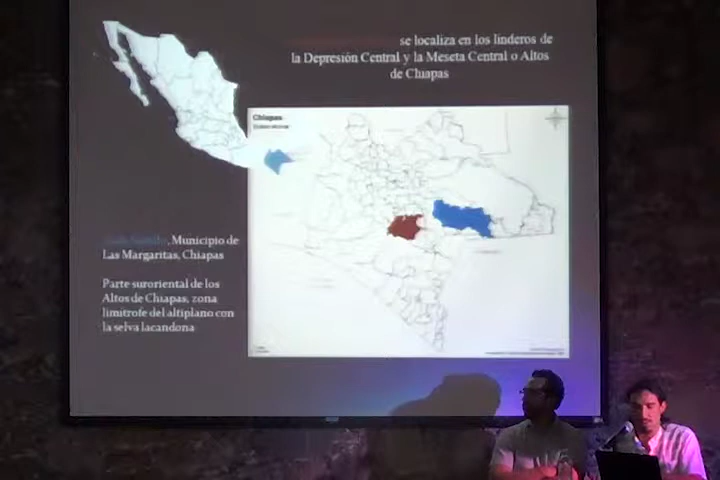 se localiza en los linderos de
la Depresión Central y la Meseta Central o Altos
de Chiapas
Chiapas
, Municipio de
Las Margaritas, Chiapas
Parte suroriental de los
Altos de Chiapas, zona
limítrofe del altiplano con
la selva lacandona